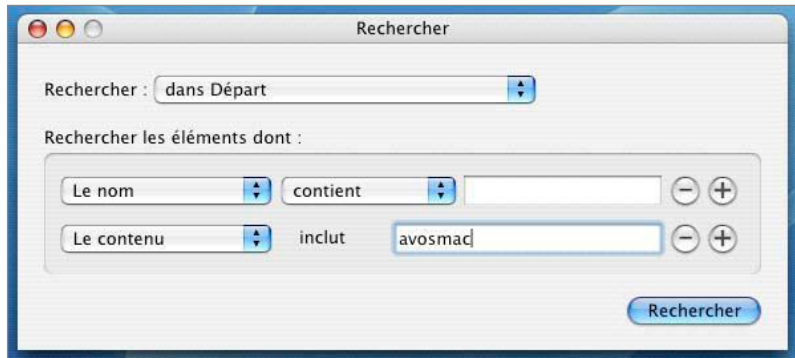 Rechercher
Rechercher : dans Départ
Rechercher les éléments dont :
Le nom contient
Le contenu inclut avosmac
Rechercher